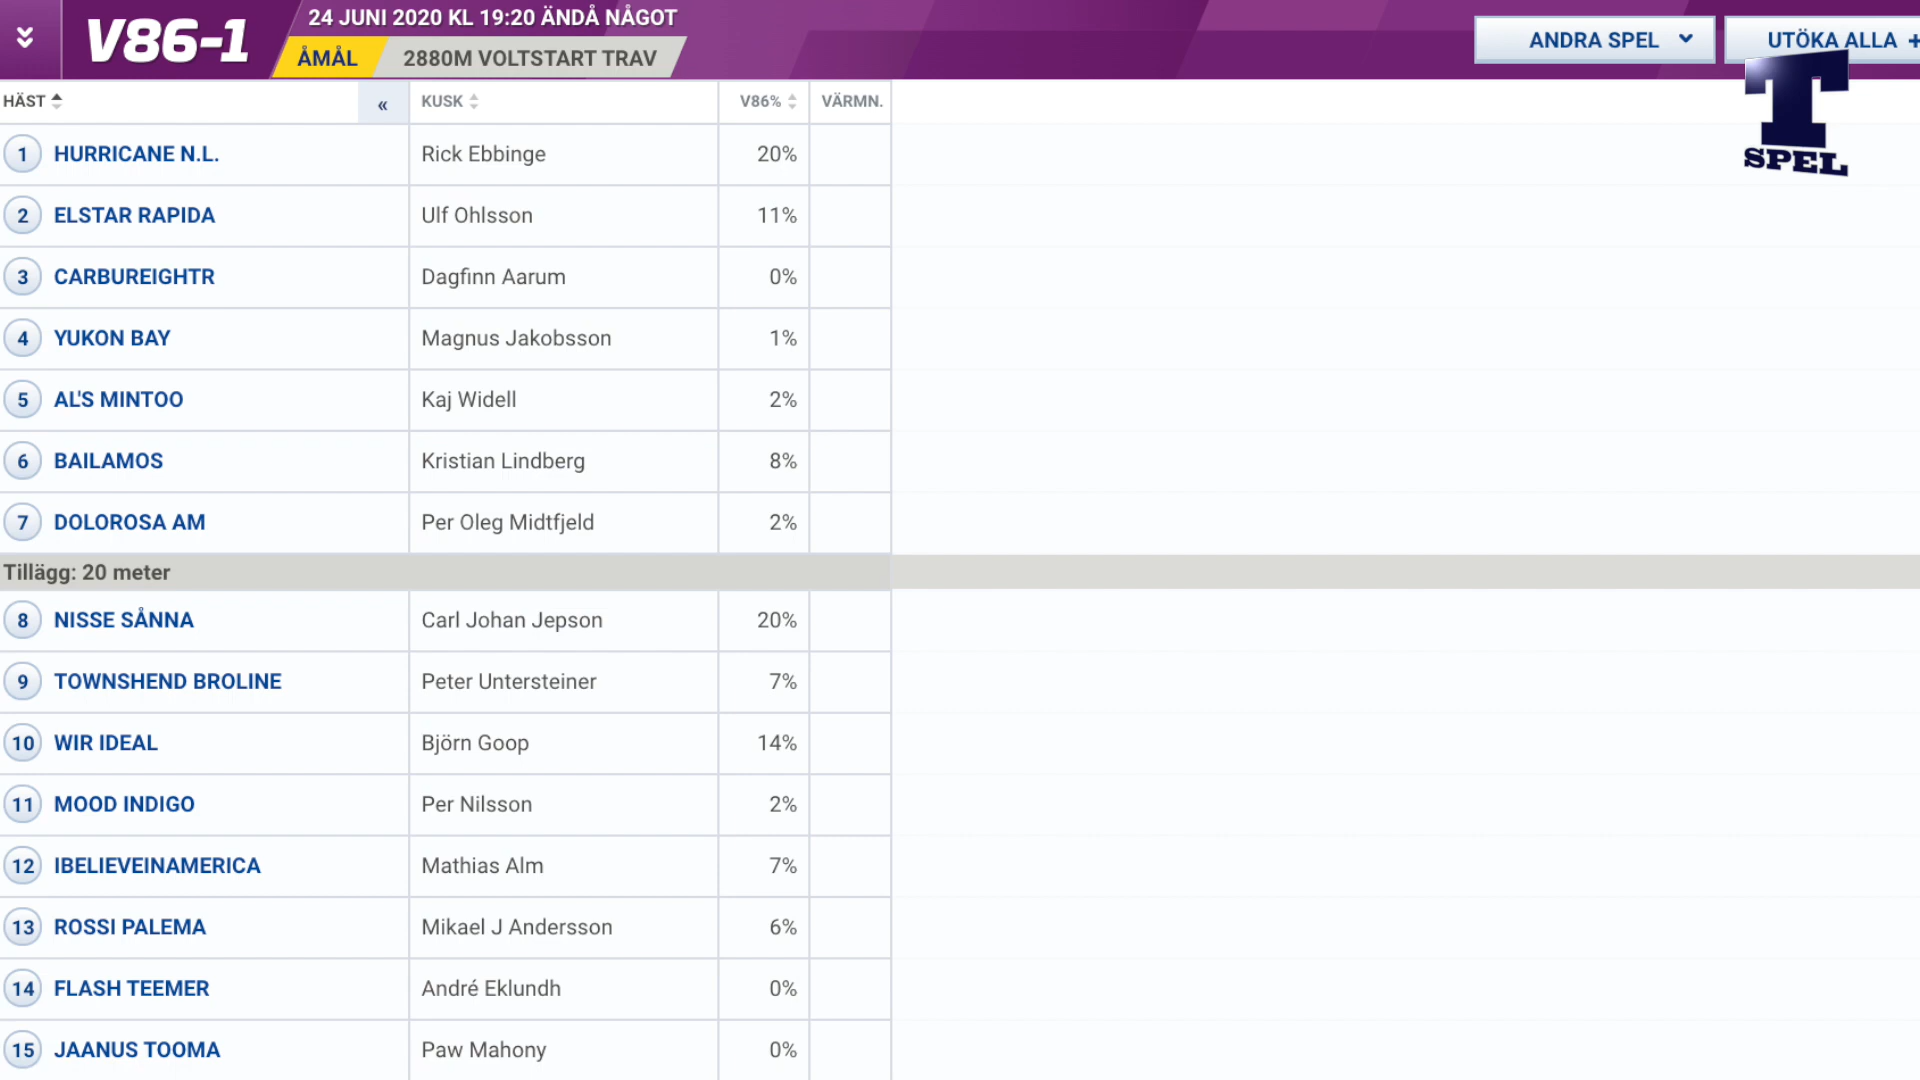 V86-1
24 JUNI 2020 KL 19:20 ÄNDÅ NÅGOT
ÅMÅL 2880M VOLTSTART TRAV
ANDRA SPEL
UTÖKA ALLA +
T
SPEL
HÄST « KUSK V86% VÄRMN.
1 HURRICANE N.L. Rick Ebbinge 20%
2 ELSTAR RAPIDA Ulf Ohlsson 11%
3 CARBUREIGHTR Dagfinn Aarum 0%
4 YUKON BAY Magnus Jakobsson 1%
5 AL'S MINTOO Kaj Widell 2%
6 BAILAMOS Kristian Lindberg 8%
7 DOLOROSA AM Per Oleg Midtfjeld 2%
Tillägg: 20 meter
8 NISSE SÅNNA Carl Johan Jepson 20%
9 TOWNSHEND BROLINE Peter Untersteiner 7%
10 WIR IDEAL Björn Goop 14%
11 MOOD INDIGO Per Nilsson 2%
12 IBELIEVEINAMERICA Mathias Alm 7%
13 ROSSI PALEMA Mikael J Andersson 6%
14 FLASH TEEMER André Eklundh 0%
15 JAANUS TOOMA Paw Mahony 0%